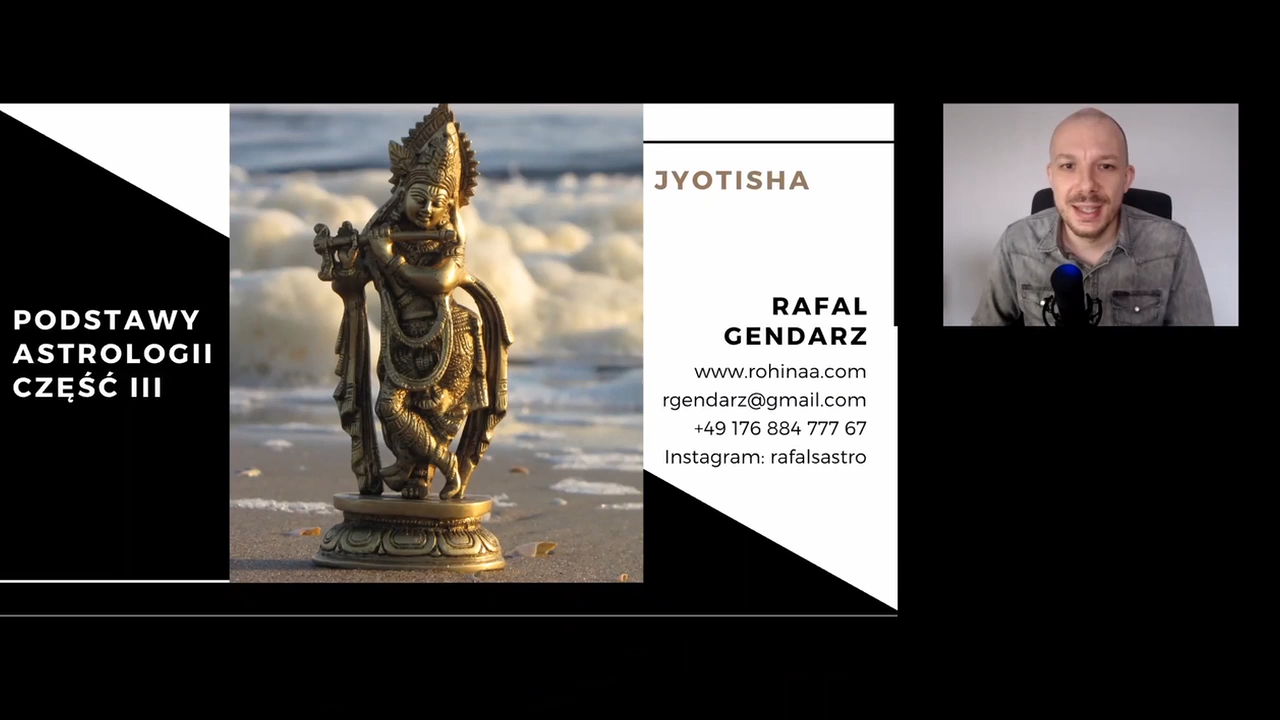 PODSTAWY
ASTROLOGII
CZĘŚĆ III
JYOTISHA
RAFAL
GENDARZ
www.rohinaa.com
rgendarz@gmail.com
+49 176 884 777 67
Instagram: rafalsastro